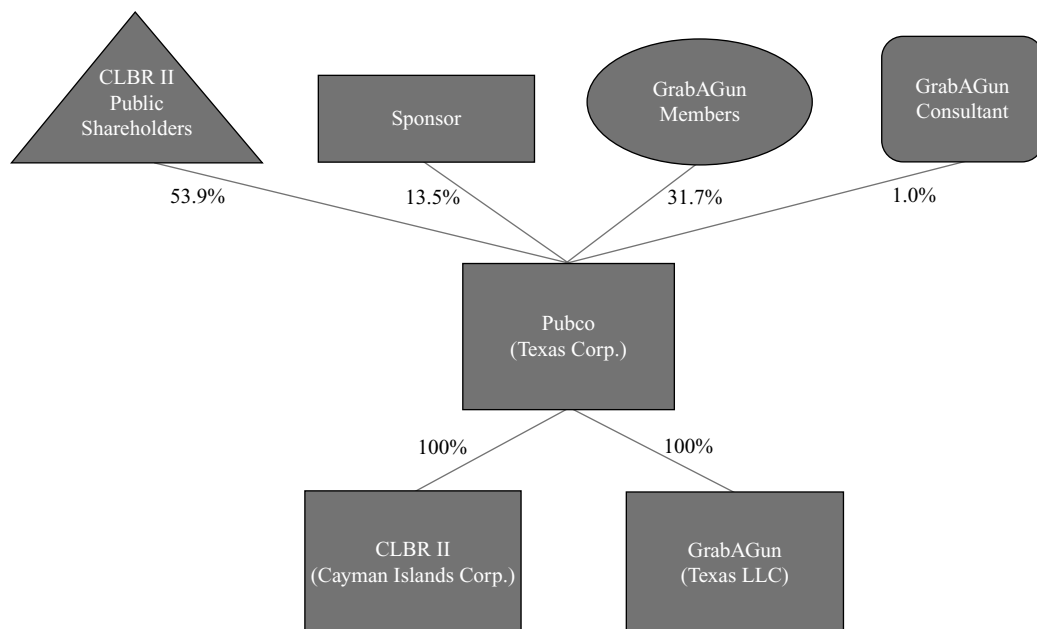 CLBR II
Public
Shareholders
Sponsor
GrabAGun
Members
GrabAGun
Consultant
53.9%
13.5%
31.7%
1.0%
Pubco
(Texas Corp.)
100%
100%
CLBR II
(Cayman Islands Corp.)
GrabAGun
(Texas LLC)